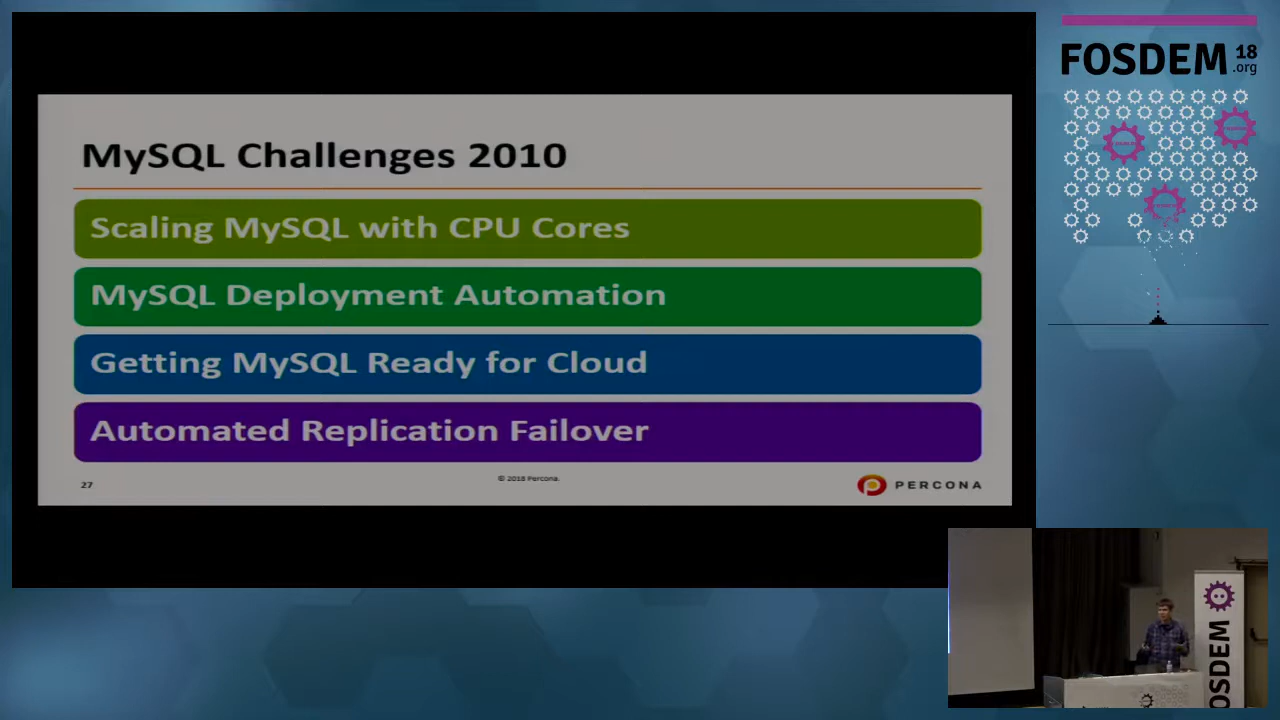 MySQL Challenges 2010
Scaling MySQL with CPU Cores
MySQL Deployment Automation
Getting MySQL Ready for Cloud
Automated Replication Failover
27
© 2018 Percona.
PERCONA
FOSDEM 18
.org
OSDEM